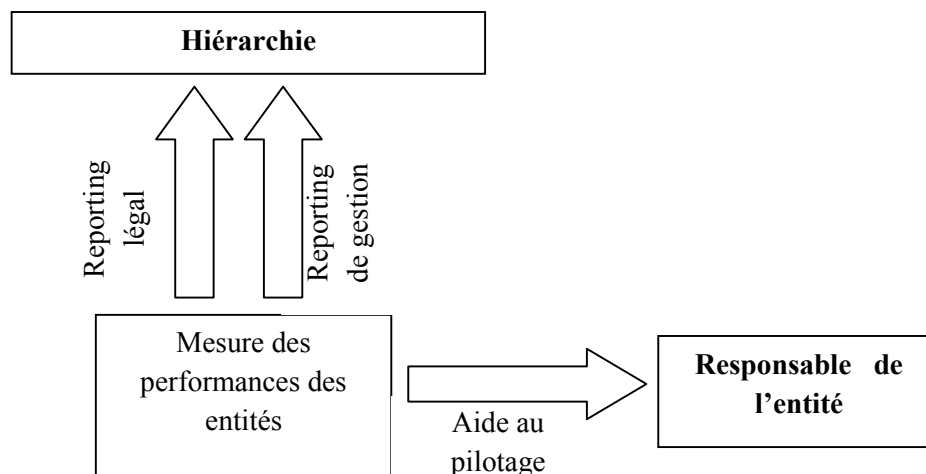 Hiérarchie
Reporting
légal
Reporting
de gestion
Mesure des
performances des
entités
Aide au
pilotage
Responsable de
l’entité